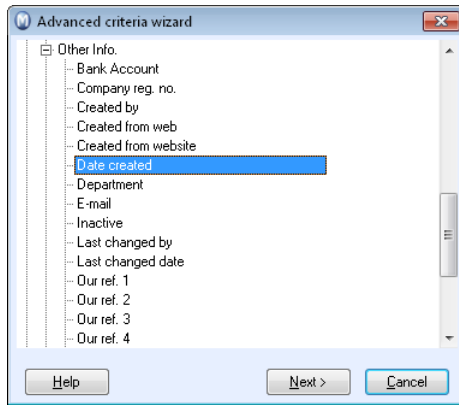 Advanced criteria wizard
Other Info.
Bank Account
Company reg. no.
Created by
Created from web
Created from website
Date created
Department
E-mail
Inactive
Last changed by
Last changed date
Our ref. 1
Our ref. 2
Our ref. 3
Our ref. 4
Help Next > Cancel